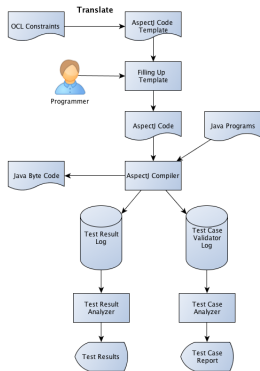 Translate
OCL Constraints
AspectJ Code
Template
Filling Up
Template
Programmer
AspectJ Code
Java Programs
Java Byte Code
AspectJ Compiler
Test Result
Log
Test Case
Validator
Log
Test Result
Analyzer
Test Case
Analyzer
Test Results
Test Case
Report